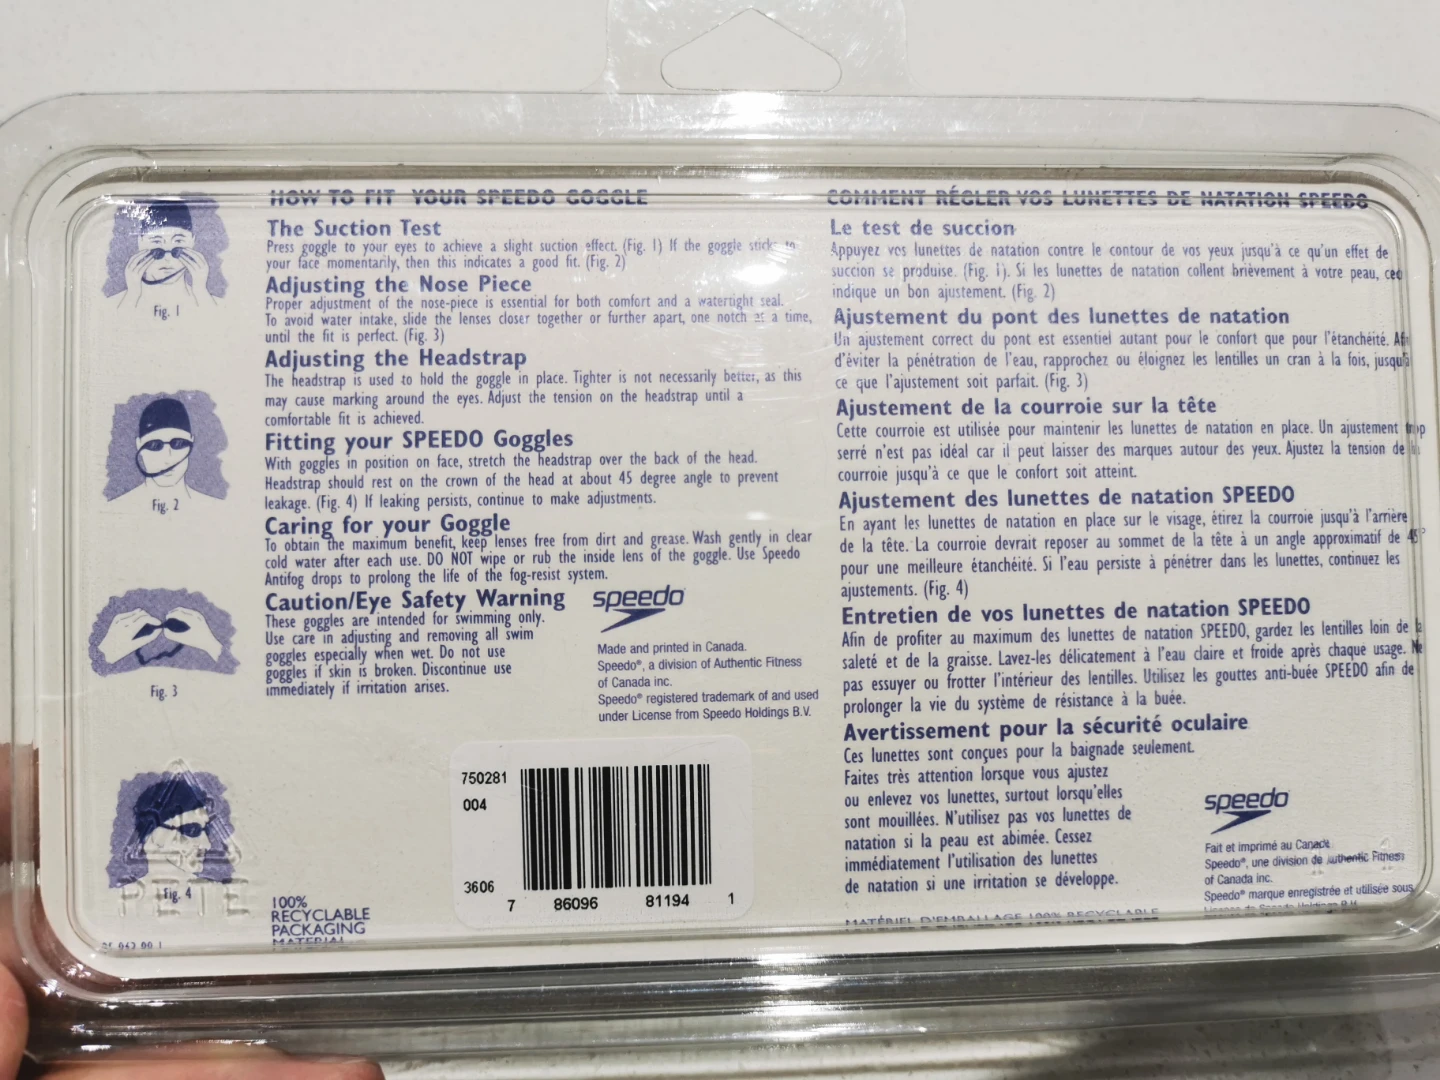 HOW TO FIT YOUR SPEEDO GOGGLE
The Suction Test
Press goggle to your eyes to achieve a slight suction effect. (Fig. 1) If the goggle sticks to
your face momentarily, then this indicates a good fit. (Fig. 2)
Adjusting the Nose Piece
Proper adjustment of the nose-piece is essential for both comfort and a watertight seal.
To avoid water intake, slide the lenses closer together or further apart, one notch at a time,
until the fit is perfect. (Fig. 3)
Adjusting the Headstrap
The headstrap is used to hold the goggle in place. Tighter is not necessarily better, as this
may cause marking around the eyes. Adjust the tension on the headstrap until a
comfortable fit is achieved.
Fitting your SPEEDO Goggles
With goggles in position on face, stretch the headstrap over the back of the head.
Headstrap should rest on the crown of the head at about 45 degree angle to prevent
leakage. (Fig. 4) If leaking persists, continue to make adjustments.
Caring for your Goggle
To obtain the maximum benefit, keep lenses free from dirt and grease. Wash gently in clear
cold water after each use. DO NOT wipe or rub the inside lens of the goggle. Use Speedo
Antifog drops to prolong the life of the fog-resist system.
Caution/Eye Safety Warning
These goggles are intended for swimming only.
Use care in adjusting and removing all swim
goggles especially when wet. Do not use
goggles if skin is broken. Discontinue use
immediately if irritation arises.
speedo
Made and printed in Canada.
Speedo®, a division of Authentic Fitness
of Canada inc.
Speedo® registered trademark of and used
under License from Speedo Holdings B.V.
Fig. 1
Fig. 2
Fig. 3
Fig. 4
PETE
100%
RECYCLABLE
PACKAGING
MATERIAL
750281
004
3606
7 86096 81194 1
COMMENT RÉGLER VOS LUNETTES DE NATATION SPEEDO
Le test de succion
Appuyez vos lunettes de natation contre le contour de vos yeux jusqu'à ce qu'un effet de
succion se produise. (Fig. 1). Si les lunettes de natation collent brièvement à votre peau, ceci
indique un bon ajustement. (Fig. 2)
Ajustement du pont des lunettes de natation
Un ajustement correct du pont est essentiel autant pour le confort que pour l'étanchéité. Afin
d'éviter la pénétration de l'eau, rapprochez ou éloignez les lentilles un cran à la fois, jusqu'à
ce que l'ajustement soit parfait. (Fig. 3)
Ajustement de la courroie sur la tête
Cette courroie est utilisée pour maintenir les lunettes de natation en place. Un ajustement trop
serré n'est pas idéal car il peut laisser des marques autour des yeux. Ajustez la tension de la
courroie jusqu'à ce que le confort soit atteint.
Ajustement des lunettes de natation SPEEDO
En ayant les lunettes de natation en place sur le visage, étirez la courroie jusqu'à l'arrière
de la tête. La courroie devrait reposer au sommet de la tête à un angle approximatif de 45°
pour une meilleure étanchéité. Si l'eau persiste à pénétrer dans les lunettes, continuez les
ajustements. (Fig. 4)
Entretien de vos lunettes de natation SPEEDO
Afin de profiter au maximum des lunettes de natation SPEEDO, gardez les lentilles loin de la
saleté et de la graisse. Lavez-les délicatement à l'eau claire et froide après chaque usage. Ne
pas essuyer ou frotter l'intérieur des lentilles. Utilisez les gouttes anti-buée SPEEDO afin de
prolonger la vie du système de résistance à la buée.
Avertissement pour la sécurité oculaire
Ces lunettes sont conçues pour la baignade seulement.
Faites très attention lorsque vous ajustez
ou enlevez vos lunettes, surtout lorsqu'elles
sont mouillées. N'utilisez pas vos lunettes de
natation si la peau est abimée. Cessez
immédiatement l'utilisation des lunettes
de natation si une irritation se développe.
MATÉRIEL D'EMBALLAGE 100% RECYCLABLE
speedo
Fait et imprimé au Canada
Speedo®, une division de Authentic Fitness
of Canada inc.
Speedo® marque enregistrée et utilisée sous